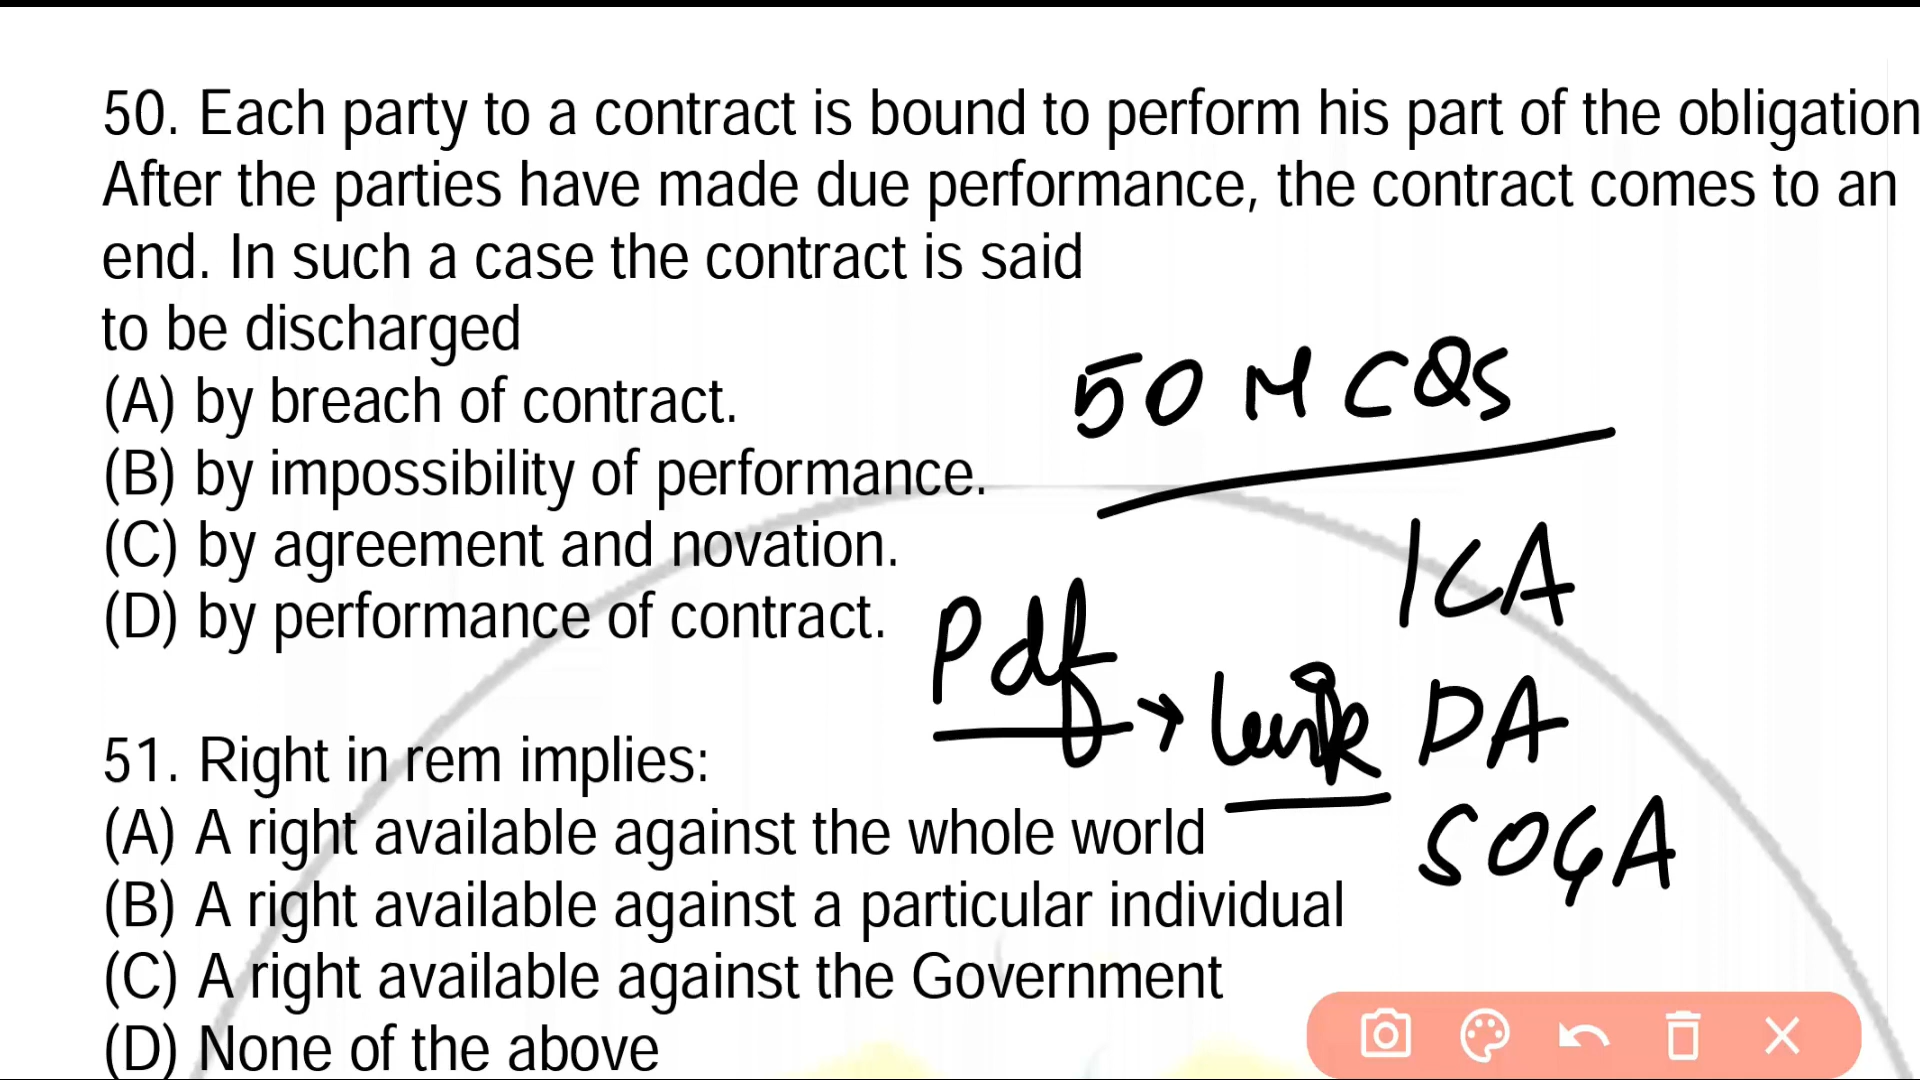 50. Each party to a contract is bound to perform his part of the obligation
After the parties have made due performance, the contract comes to an
end. In such a case the contract is said
to be discharged
(A) by breach of contract.
(B) by impossibility of performance.
(C) by agreement and novation.
(D) by performance of contract.
50 MCQS
ICA
Pdf → link
DA
SOGA
51. Right in rem implies:
(A) A right available against the whole world
(B) A right available against a particular individual
(C) A right available against the Government
(D) None of the above